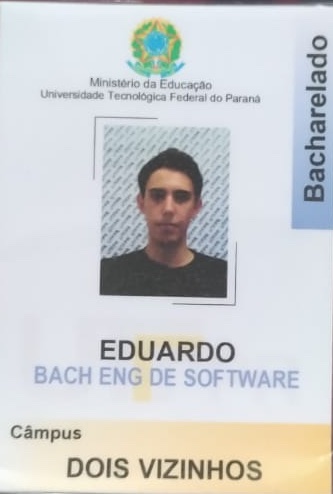 Ministério da Educação
Universidade Tecnológica Federal do Paraná
Bacharelado
EDUARDO
BACH ENG DE SOFTWARE
Câmpus
DOIS VIZINHOS